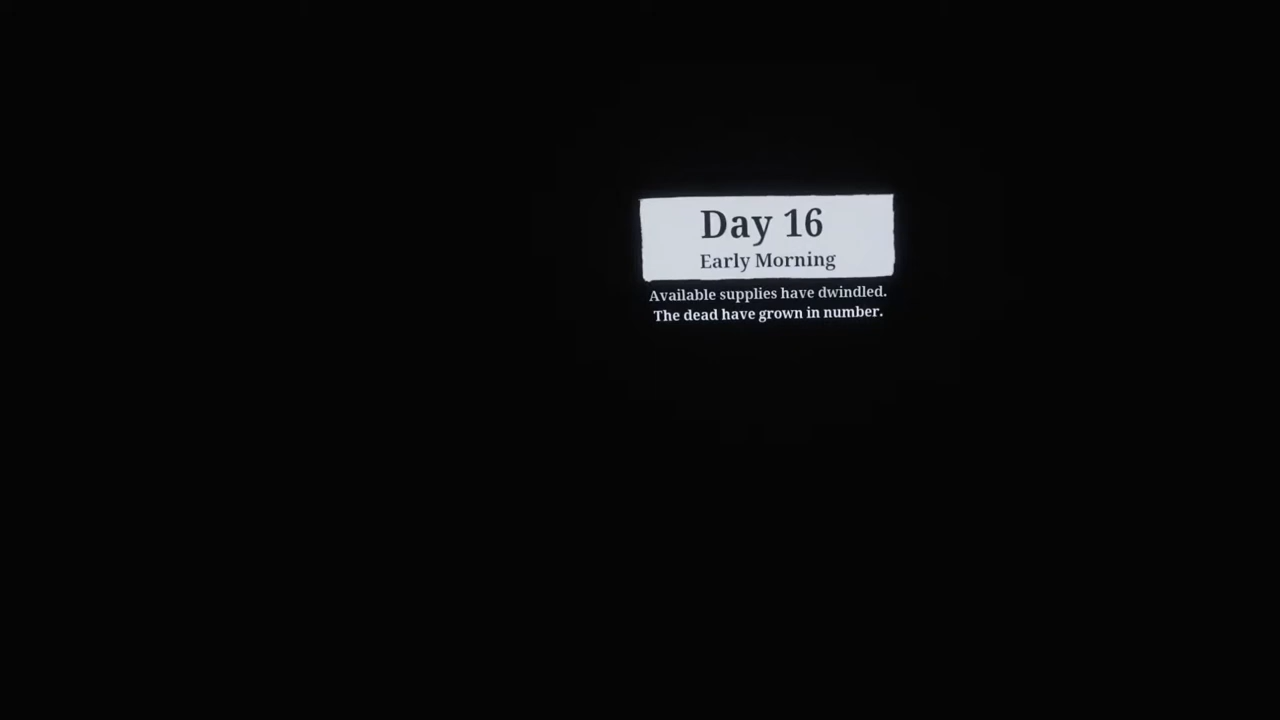 Day 16
Early Morning
Available supplies have dwindled.
The dead have grown in number.